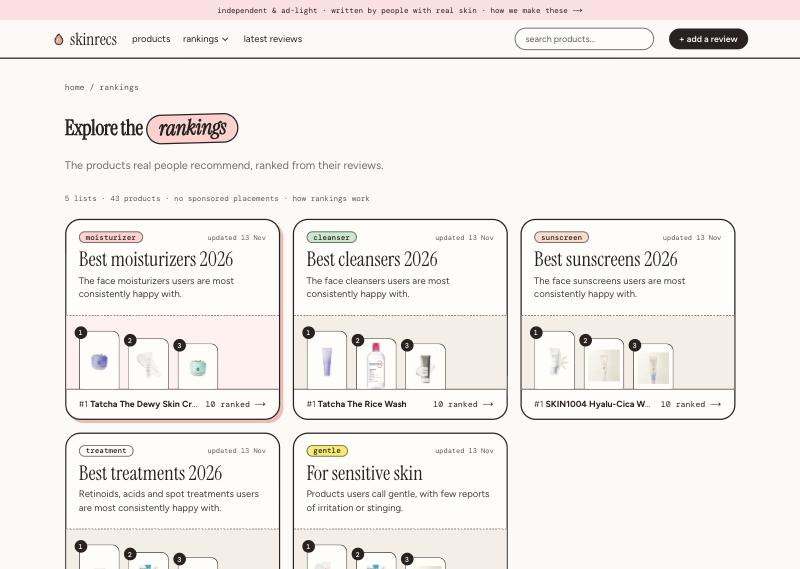 independent & ad-light · written by people with real skin · how we make these →
skinrecs
products
rankings
latest reviews
search products…
+ add a review
home / rankings
Explore the rankings
The products real people recommend, ranked from their reviews.
5 lists · 43 products · no sponsored placements · how rankings work
moisturizer
updated 13 Nov
Best moisturizers 2026
The face moisturizers users are most
consistently happy with.
1
2
3
#1 Tatcha The Dewy Skin Cr…
10 ranked →
cleanser
updated 13 Nov
Best cleansers 2026
The face cleansers users are most
consistently happy with.
1
2
3
#1 Tatcha The Rice Wash
10 ranked →
sunscreen
updated 13 Nov
Best sunscreens 2026
The face sunscreens users are most
consistently happy with.
1
2
3
#1 SKIN1004 Hyalu-Cica W…
10 ranked →
treatment
updated 13 Nov
Best treatments 2026
Retinoids, acids and spot treatments users
are most consistently happy with.
1
2
3
gentle
updated 13 Nov
For sensitive skin
Products users call gentle, with few reports
of irritation or stinging.
1
2
3